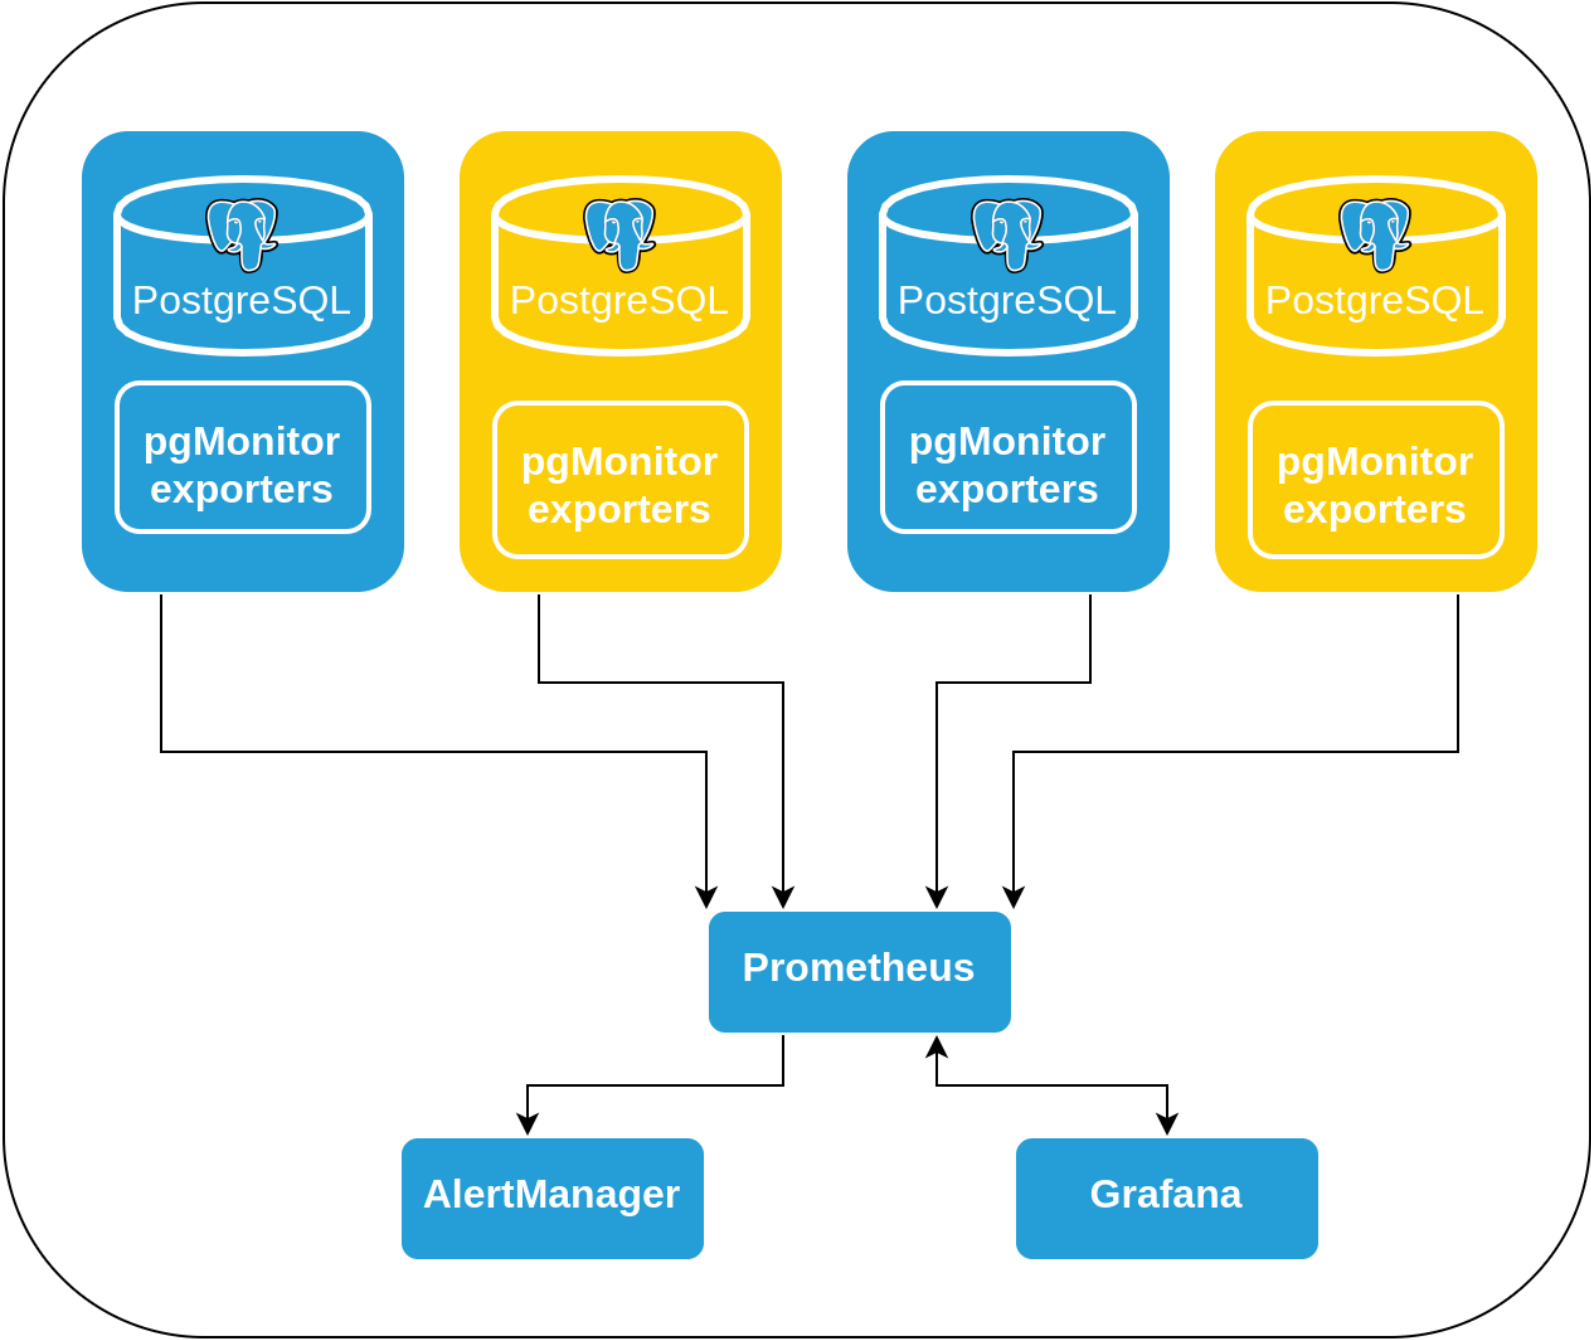 PostgreSQL
pgMonitor
exporters
PostgreSQL
pgMonitor
exporters
PostgreSQL
pgMonitor
exporters
PostgreSQL
pgMonitor
exporters
Prometheus
AlertManager
Grafana